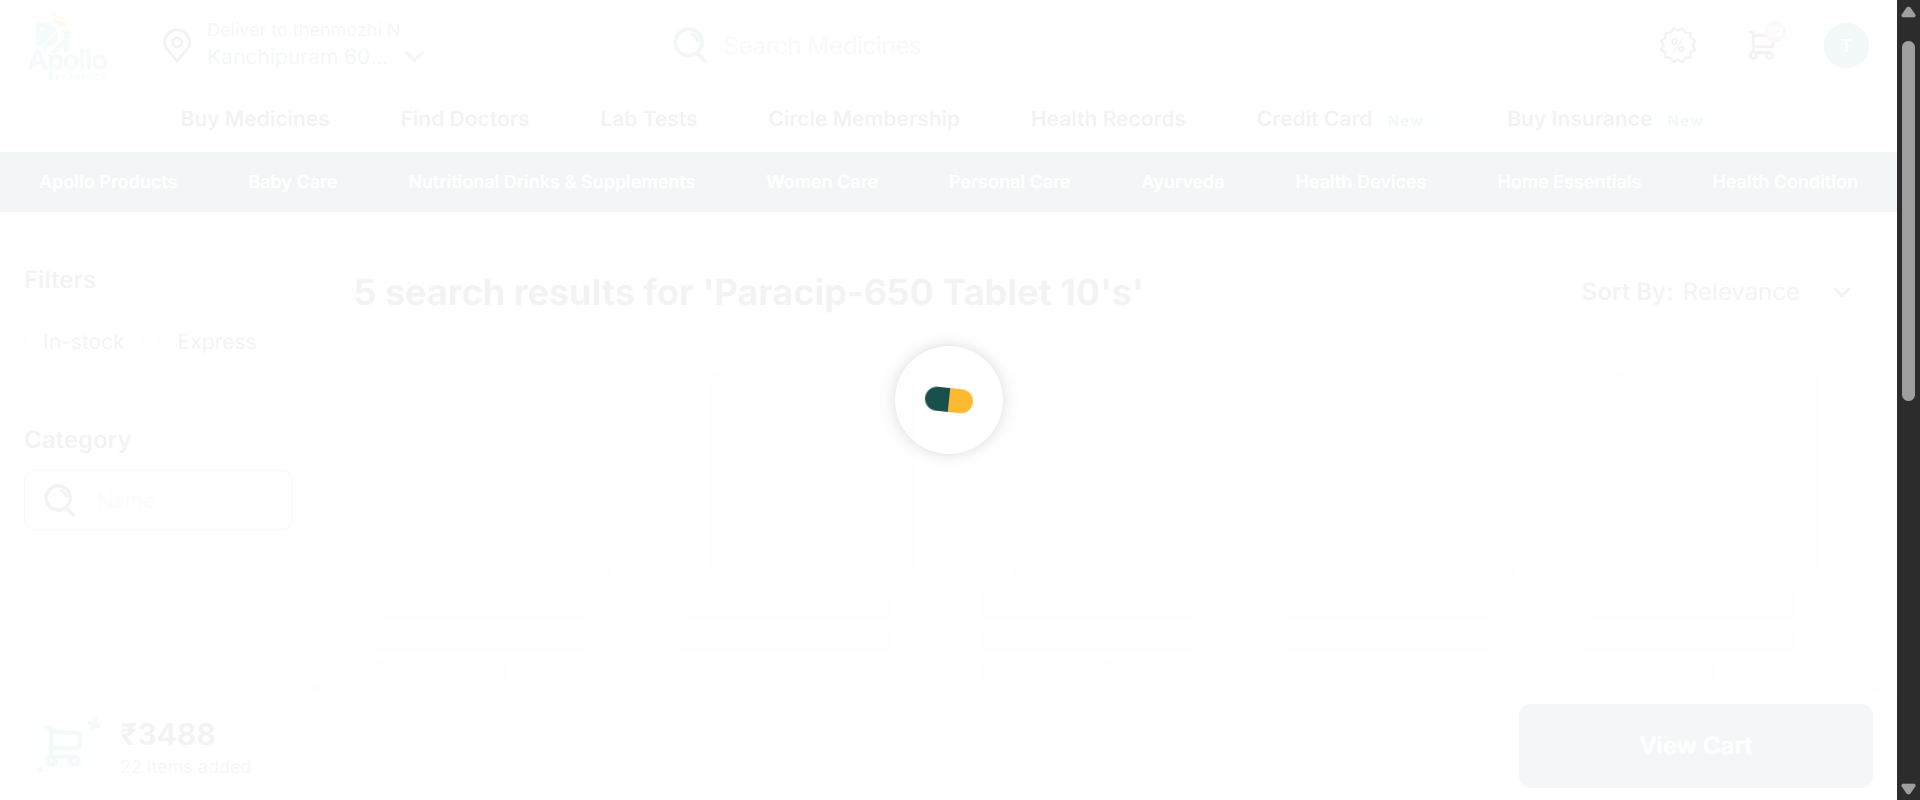 Apollo
Deliver to thenmozhi N
Kanchipuram 60...
Search Medicines
T
Buy Medicines
Find Doctors
Lab Tests
Circle Membership
Health Records
Credit Card New
Buy Insurance New
Apollo Products
Baby Care
Nutritional Drinks & Supplements
Women Care
Personal Care
Ayurveda
Health Devices
Home Essentials
Health Condition
Filters
In-stock
Express
Category
Name
5 search results for 'Paracip-650 Tablet 10's'
Sort By: Relevance
₹3488
22 Items added
View Cart